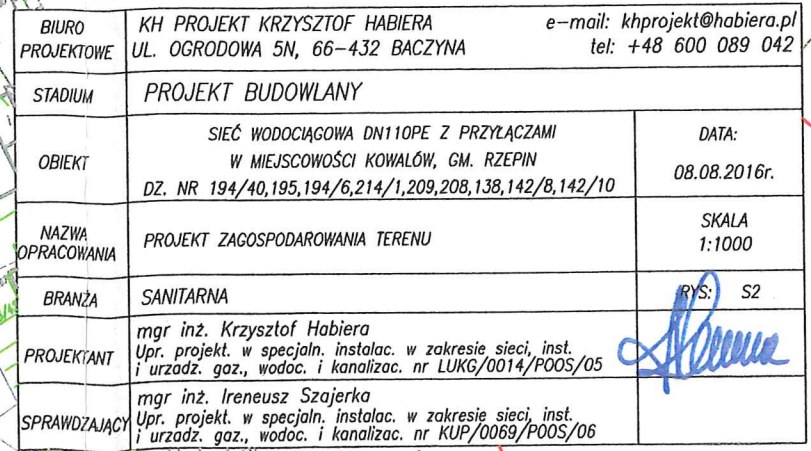 BIURO PROJEKTOWE
KH PROJEKT KRZYSZTOF HABIERA
e-mail: khprojekt@habiera.pl
UL. OGRODOWA 5N, 66-432 BACZYNA
tel: +48 600 089 042
STADIUM
PROJEKT BUDOWLANY
OBIEKT
SIEĆ WODOCIĄGOWA DN110PE Z PRZYŁĄCZAMI
W MIEJSCOWOŚCI KOWALÓW, GM. RZEPIN
DZ. NR 194/40,195,194/6,214/1,209,208,138,142/8,142/10
DATA:
08.08.2016r.
NAZWA
OPRACOWANIA
PROJEKT ZAGOSPODAROWANIA TERENU
SKALA
1:1000
BRANŻA
SANITARNA
RYS: S2
PROJEKTANT
mgr inż. Krzysztof Habiera
Upr. projekt. w specjaln. instalac. w zakresie sieci, inst.
i urzadz. gaz., wodoc. i kanalizac. nr LUKG/0014/POOS/05
SPRAWDZAJĄCY
mgr inż. Ireneusz Szajerka
Upr. projekt. w specjaln. instalac. w zakresie sieci, inst.
i urzadz. gaz., wodoc. i kanalizac. nr KUP/0069/POOS/06